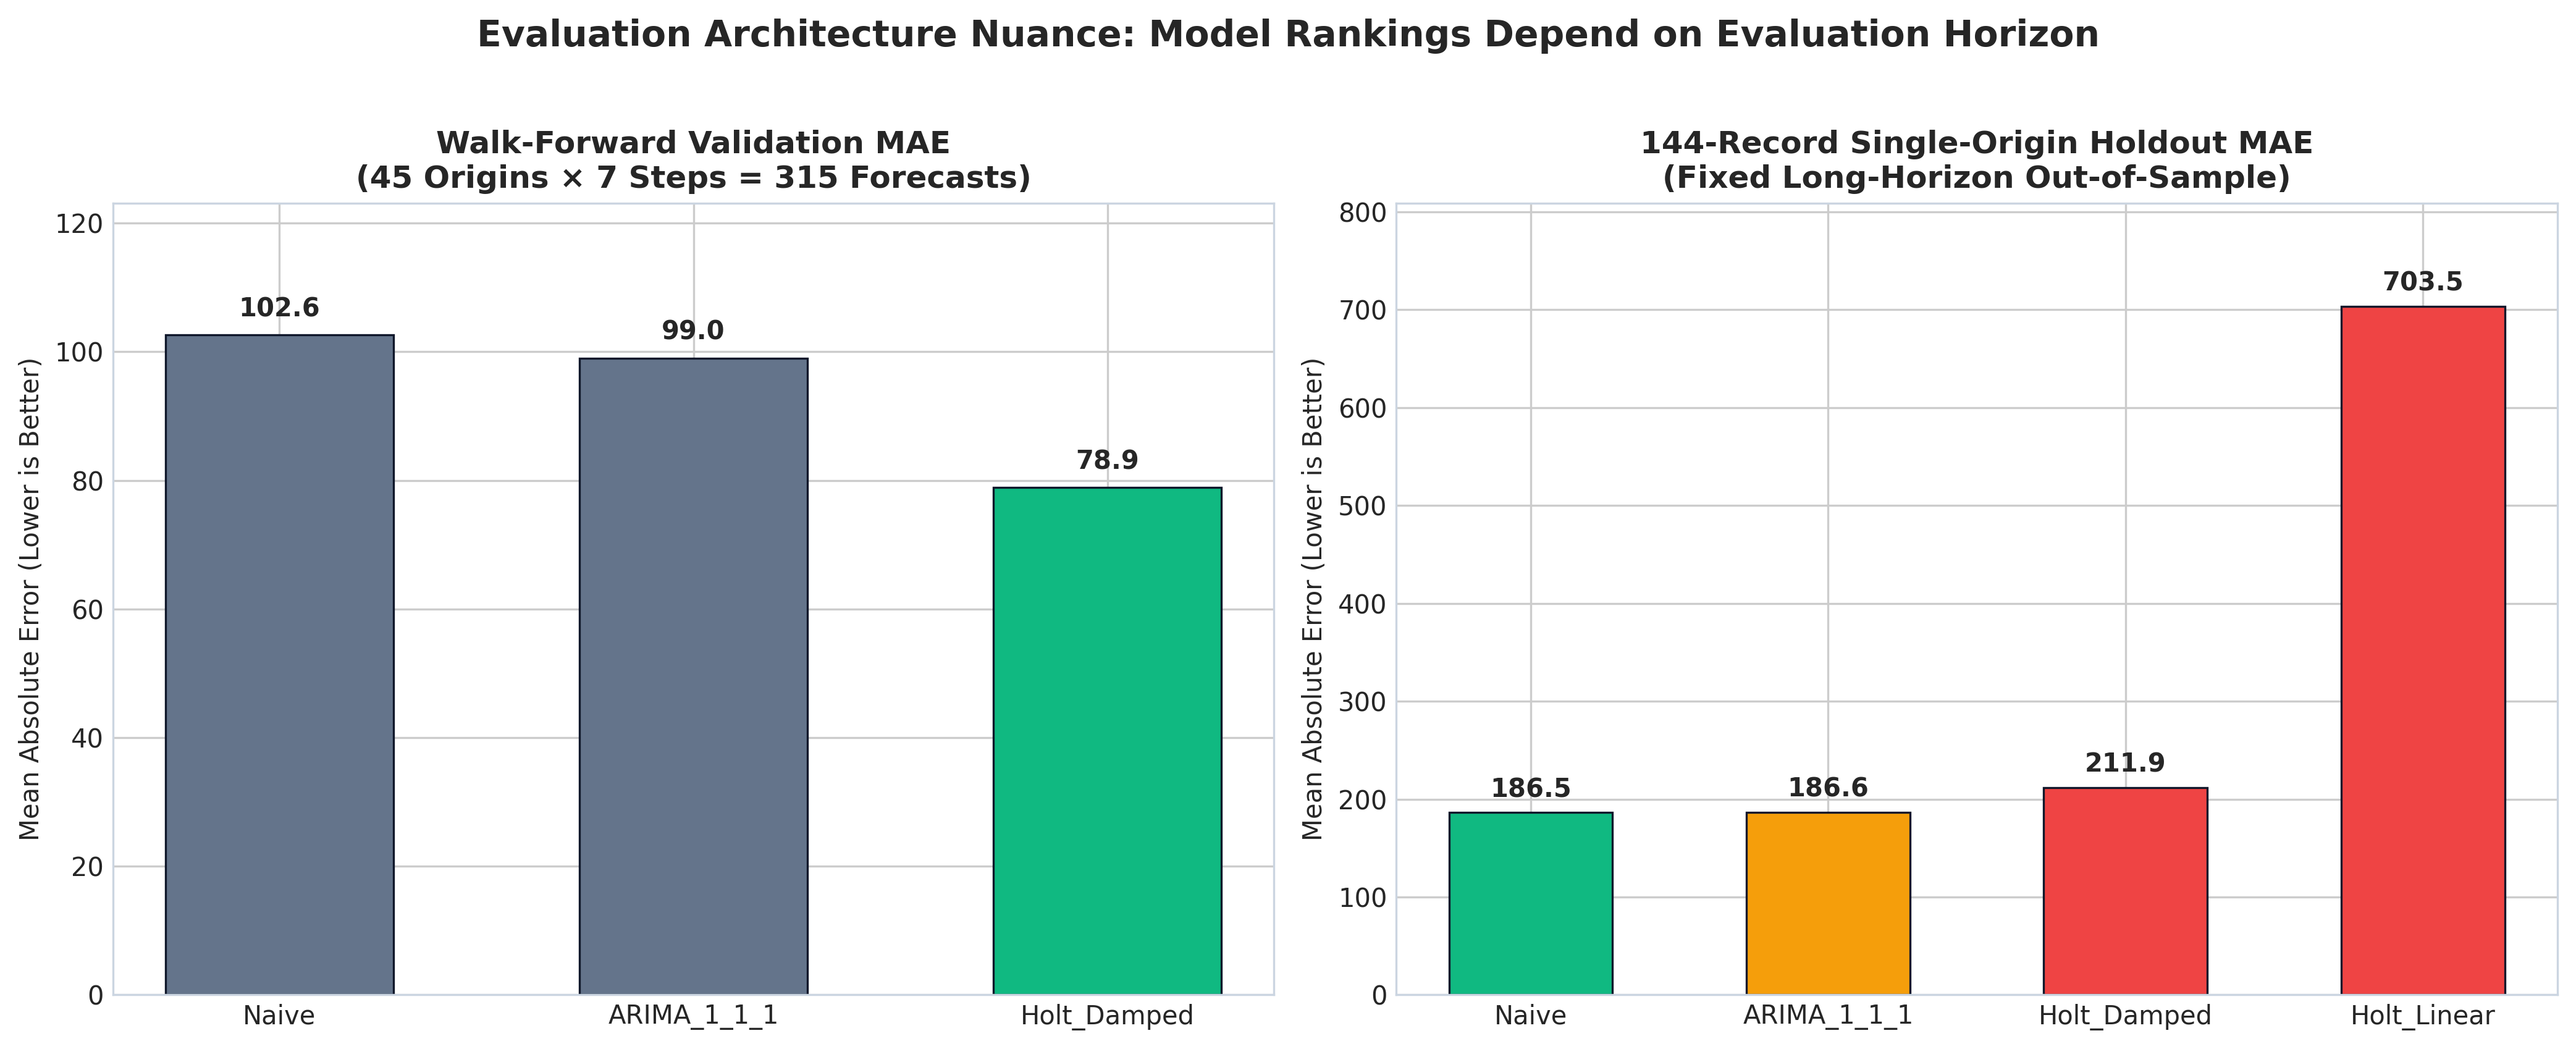 Evaluation Architecture Nuance: Model Rankings Depend on Evaluation Horizon
Walk-Forward Validation MAE
(45 Origins × 7 Steps = 315 Forecasts)
Mean Absolute Error (Lower is Better)
120
100
80
60
40
20
0
102.6
99.0
78.9
Naive
ARIMA_1_1_1
Holt_Damped
144-Record Single-Origin Holdout MAE
(Fixed Long-Horizon Out-of-Sample)
Mean Absolute Error (Lower is Better)
800
700
600
500
400
300
200
100
0
186.5
186.6
211.9
703.5
Naive
ARIMA_1_1_1
Holt_Damped
Holt_Linear